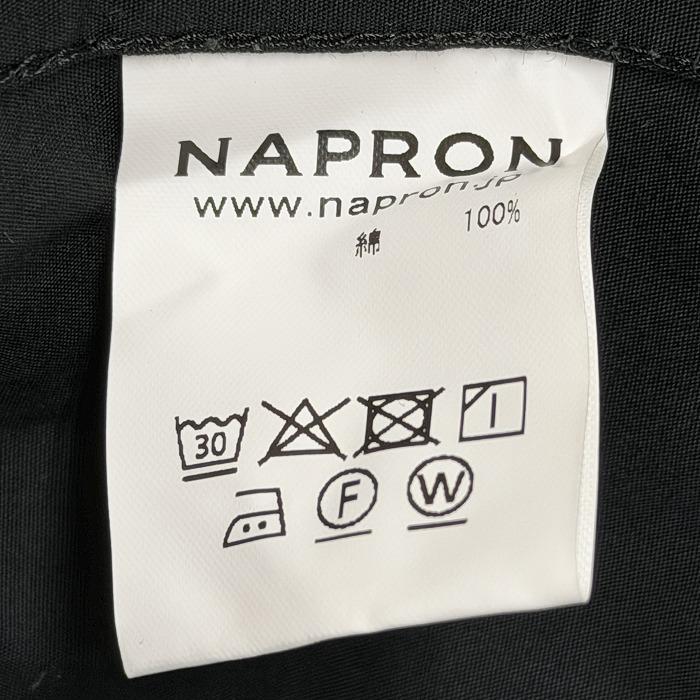 NAPRON
www.napron.jp
綿 100%
30
F W